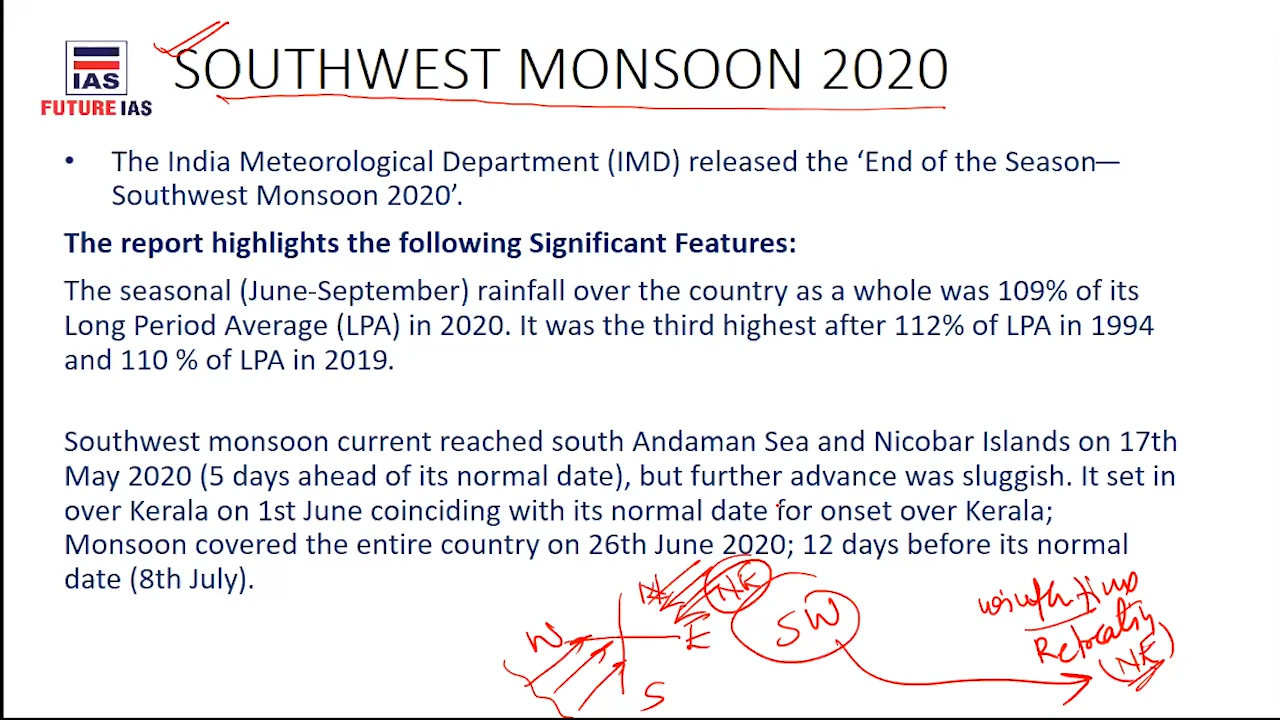 SOUTHWEST MONSOON 2020
IAS
FUTURE IAS
• The India Meteorological Department (IMD) released the ‘End of the Season—
Southwest Monsoon 2020’.
The report highlights the following Significant Features:
The seasonal (June-September) rainfall over the country as a whole was 109% of its
Long Period Average (LPA) in 2020. It was the third highest after 112% of LPA in 1994
and 110 % of LPA in 2019.
Southwest monsoon current reached south Andaman Sea and Nicobar Islands on 17th
May 2020 (5 days ahead of its normal date), but further advance was sluggish. It set in
over Kerala on 1st June coinciding with its normal date for onset over Kerala;
Monsoon covered the entire country on 26th June 2020; 12 days before its normal
date (8th July).
N
NE
W
E
S
SW
(NE)